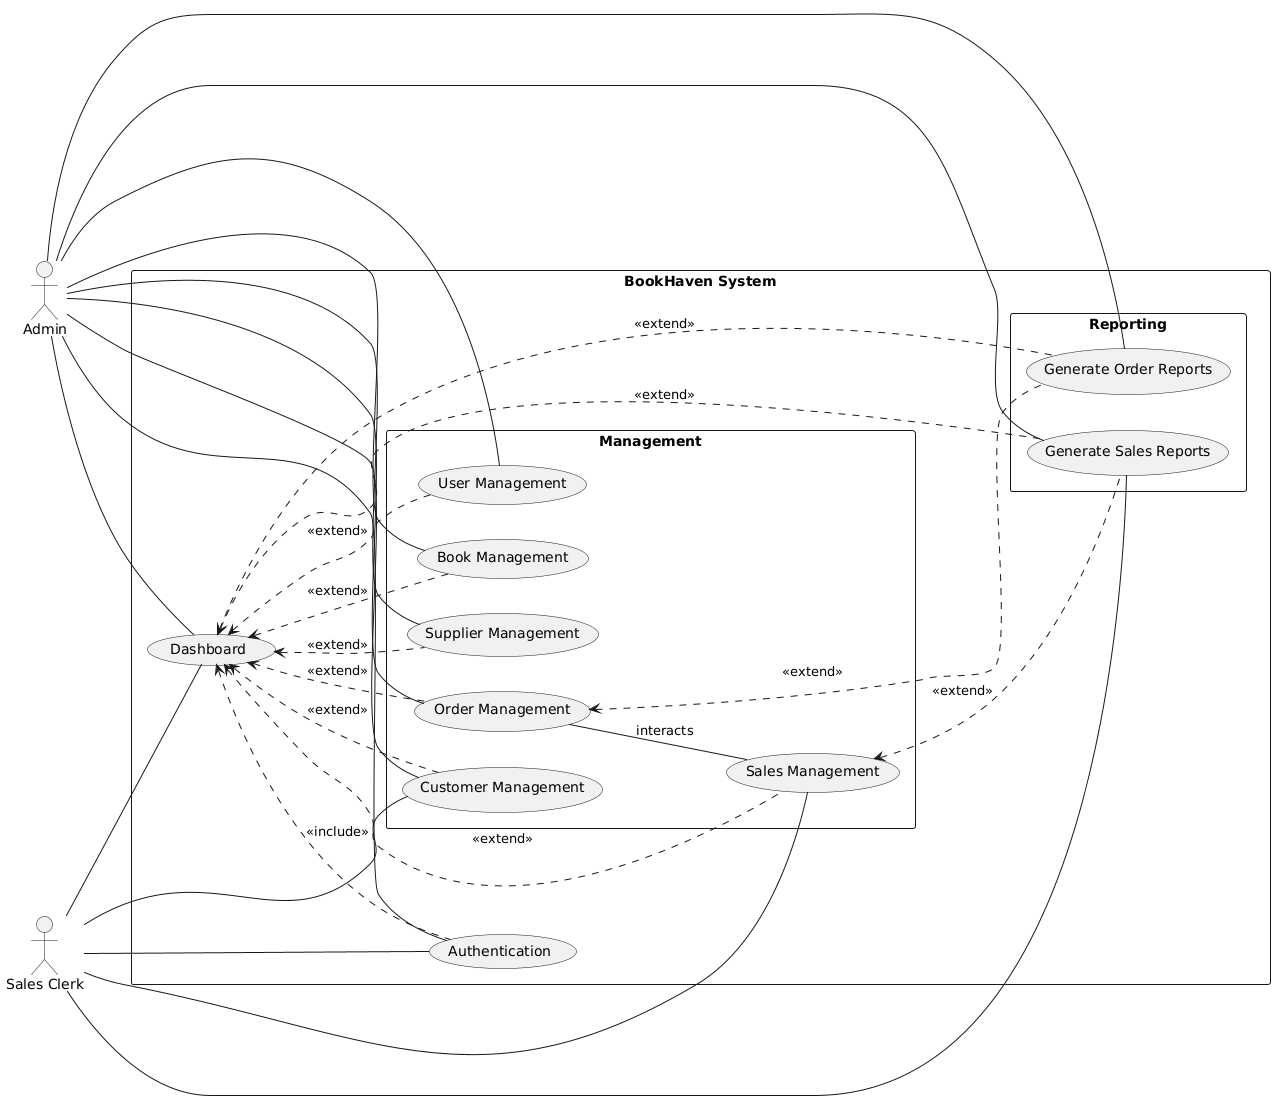 BookHaven System
Admin
«extend»
Reporting
Generate Order Reports
«extend»
Management
Generate Sales Reports
User Management
«extend»
Book Management
«extend»
Supplier Management
«extend»
Dashboard
«extend»
«extend»
«extend»
Order Management
«extend»
interacts
Sales Management
Customer Management
«include»
«extend»
Authentication
Sales Clerk